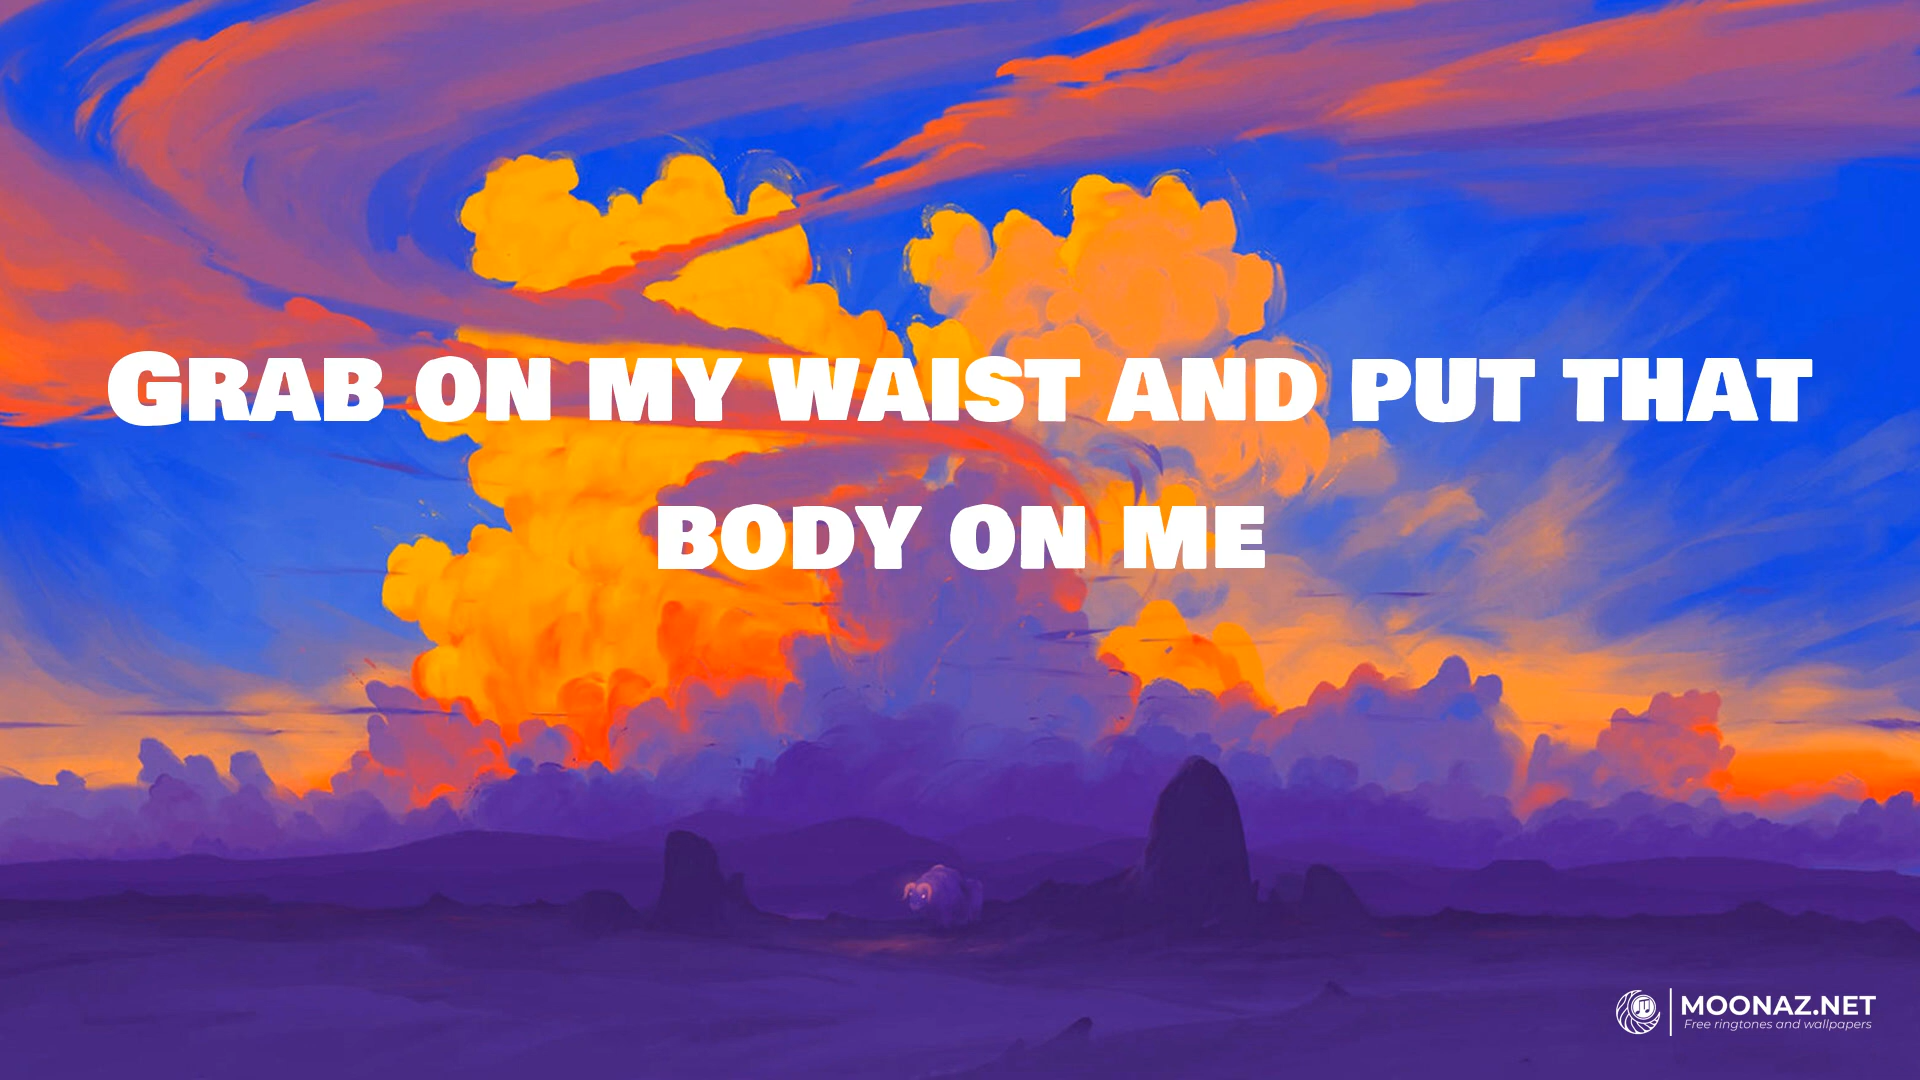 Grab on my waist and put that
body on me
MOONAZ.NET
Free ringtones and wallpapers